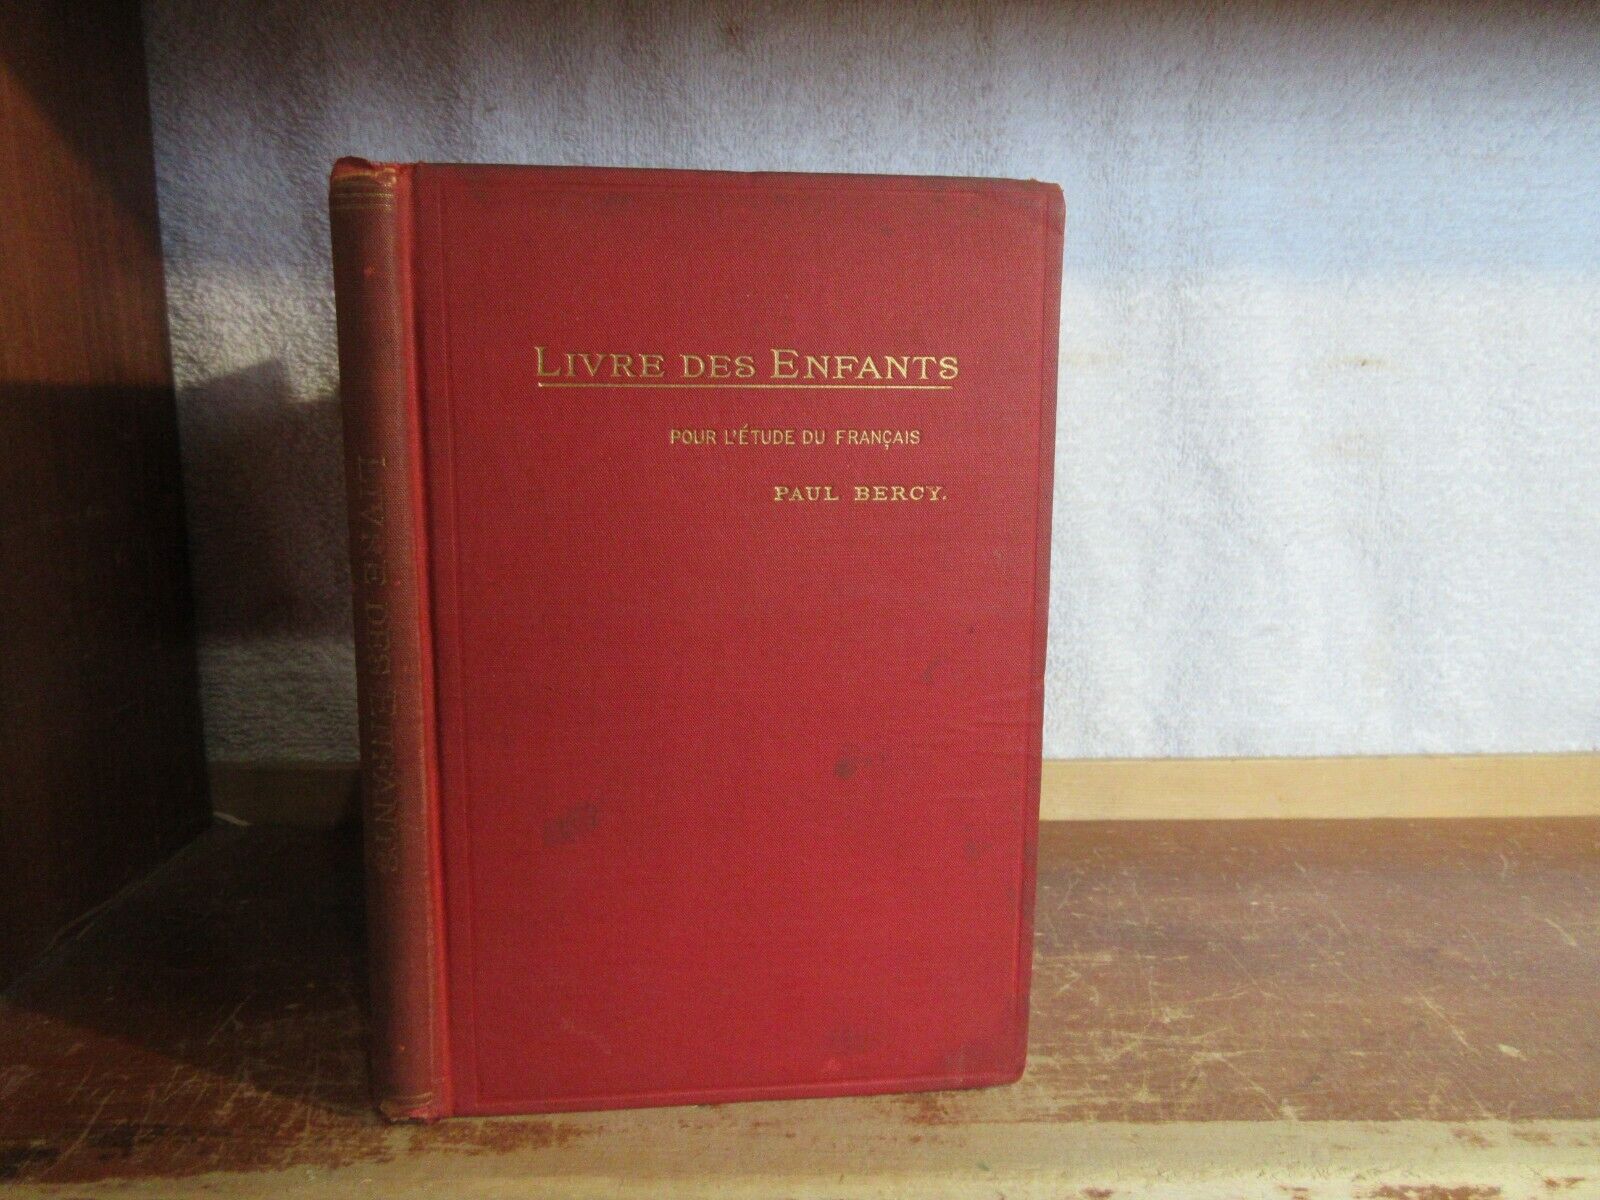 LIVRE DES ENFANTS
POUR L'ÉTUDE DU FRANÇAIS
PAUL BERCY.
LIVRE DES ENFANTS